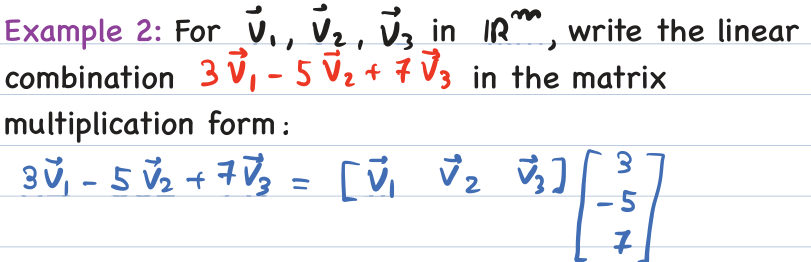 Example 2: For v⃗₁, v⃗₂, v⃗₃ in ℝᵐ, write the linear
combination 3v⃗₁ - 5v⃗₂ + 7v⃗₃ in the matrix
multiplication form:
3v⃗₁ - 5v⃗₂ + 7v⃗₃ = [v⃗₁ v⃗₂ v⃗₃] [3
-5
7]